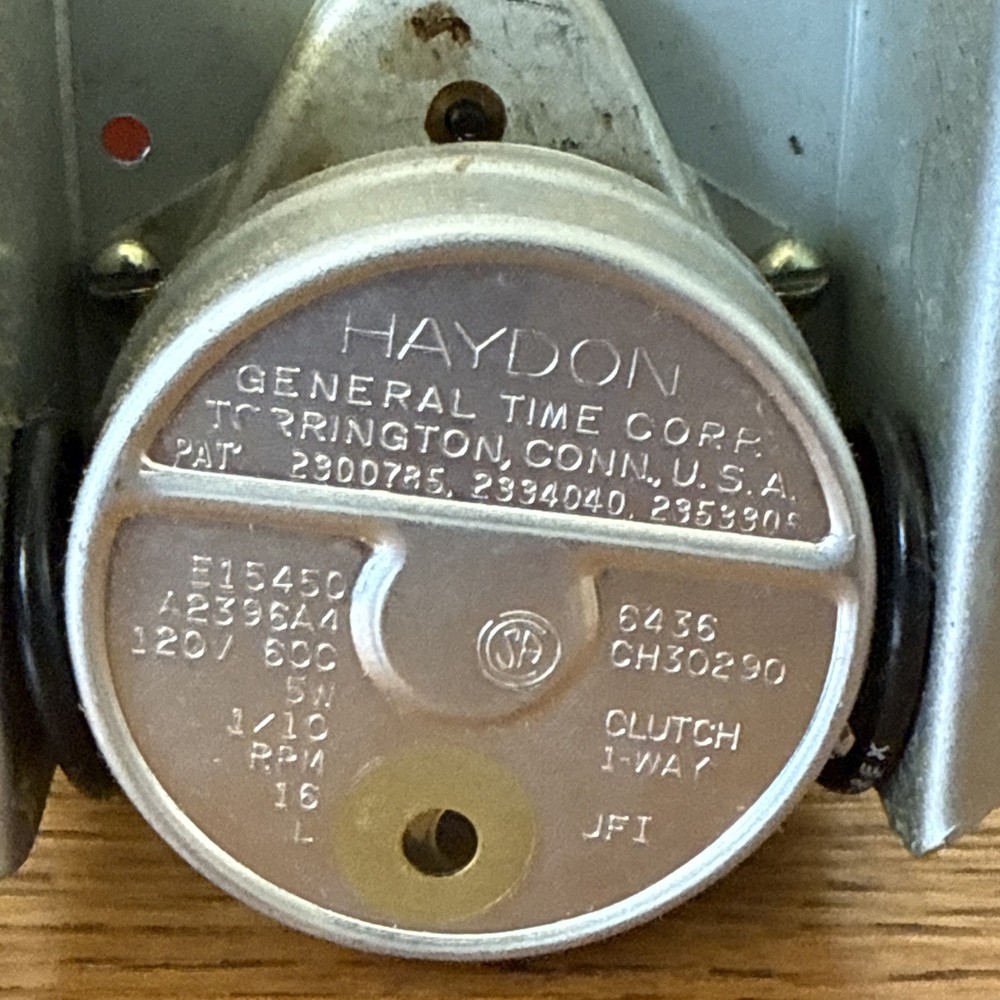 HAYDON
GENERAL TIME CORP.
TORRINGTON, CONN., U.S.A.
PAT. 2300785, 2334040, 2353305
E15450
A2396A4
120V 60C
5W
1/10
RPM
16
L
SA
6436
CH30290
CLUTCH
1-WAY
JFI